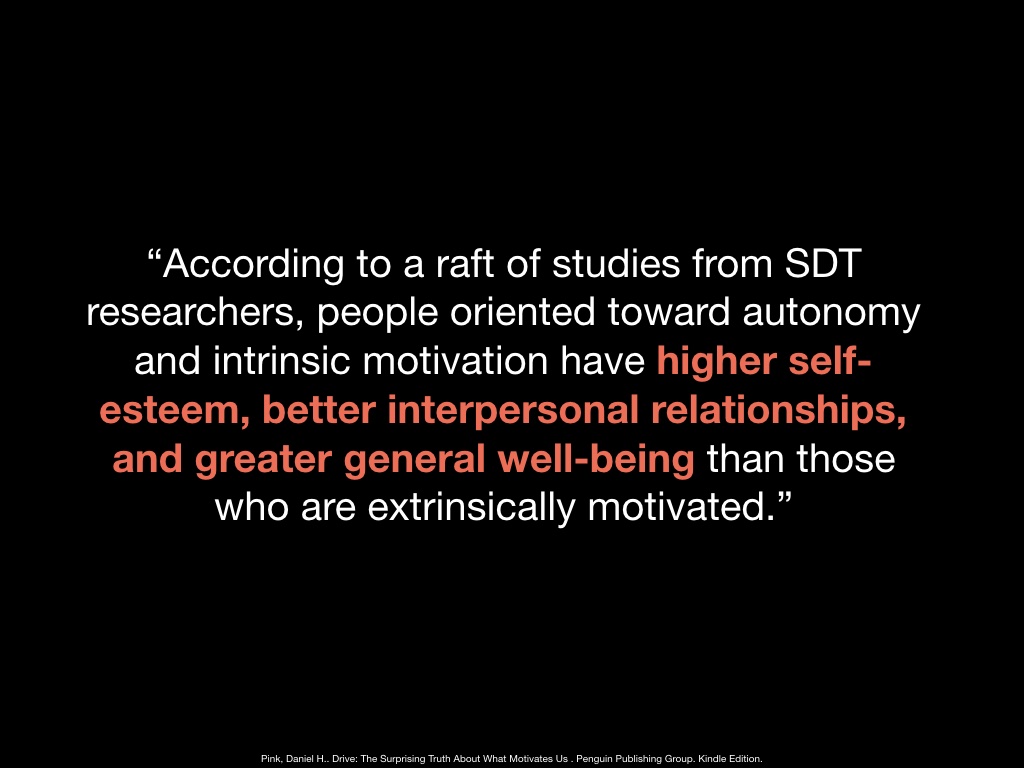 “According to a raft of studies from SDT
researchers, people oriented toward autonomy
and intrinsic motivation have higher self-
esteem, better interpersonal relationships,
and greater general well-being than those
who are extrinsically motivated.”
Pink, Daniel H.. Drive: The Surprising Truth About What Motivates Us . Penguin Publishing Group. Kindle Edition.